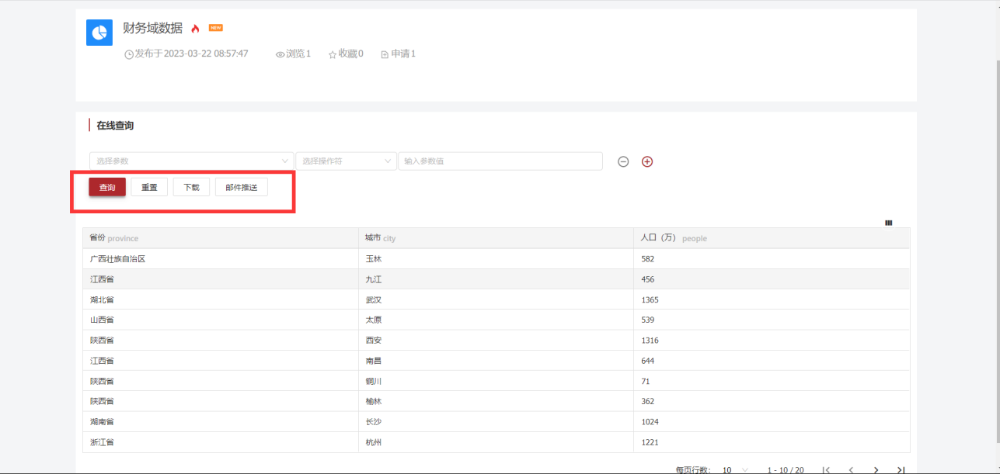 财务域数据 NEW
发布于2023-03-22 08:57:47 浏览1 收藏0 申请1
在线查询
选择参数 选择操作符 输入参数值
查询 重置 下载 邮件推送
省份 province 城市 city 人口（万） people
广西壮族自治区 玉林 582
江西省 九江 456
湖北省 武汉 1365
山西省 太原 539
陕西省 西安 1316
江西省 南昌 644
陕西省 铜川 71
陕西省 榆林 362
湖南省 长沙 1024
浙江省 杭州 1221
每页行数: 10 1 - 10 / 20